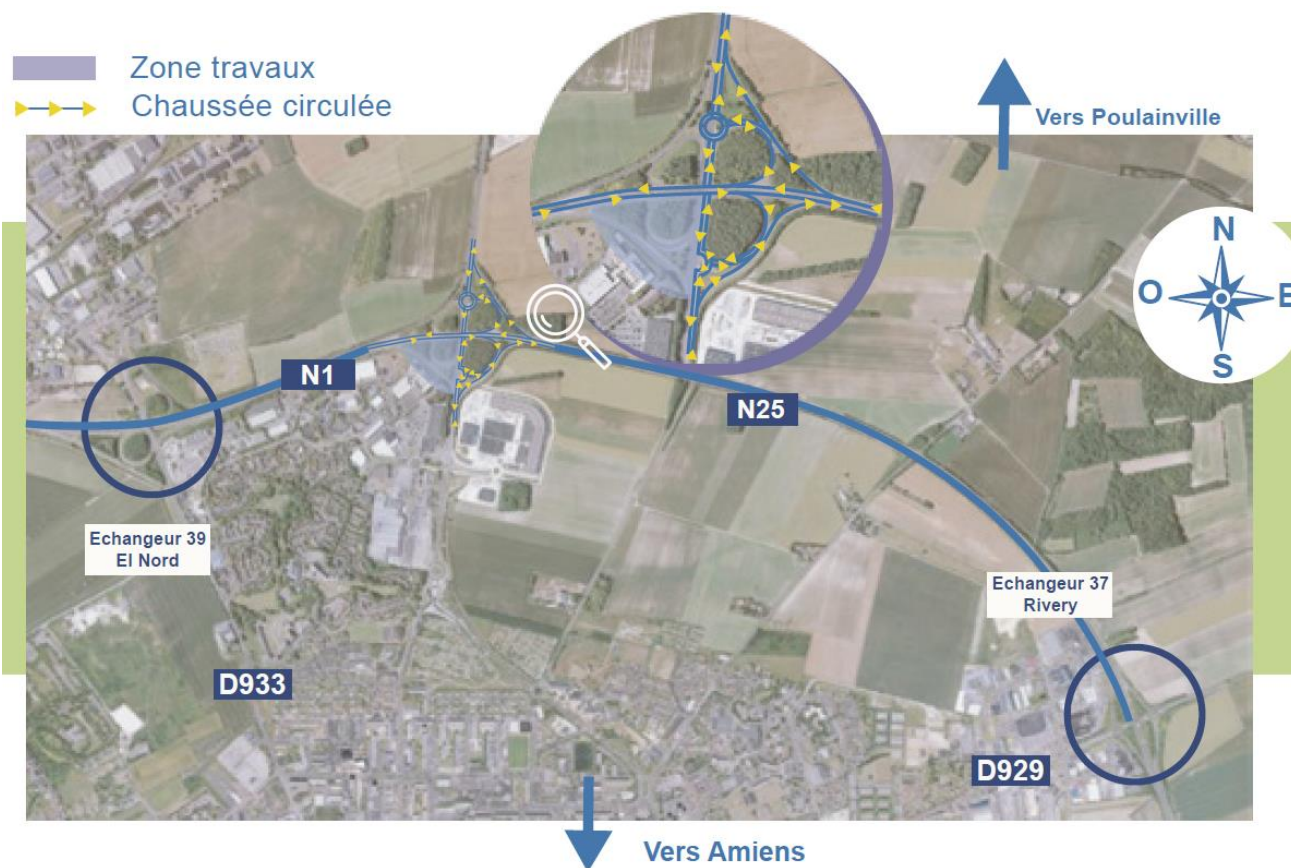 Zone travaux
Chaussée circulée
Vers Poulainville
N
O
E
S
N1
N25
Echangeur 39
El Nord
Echangeur 37
Rivery
D933
D929
Vers Amiens